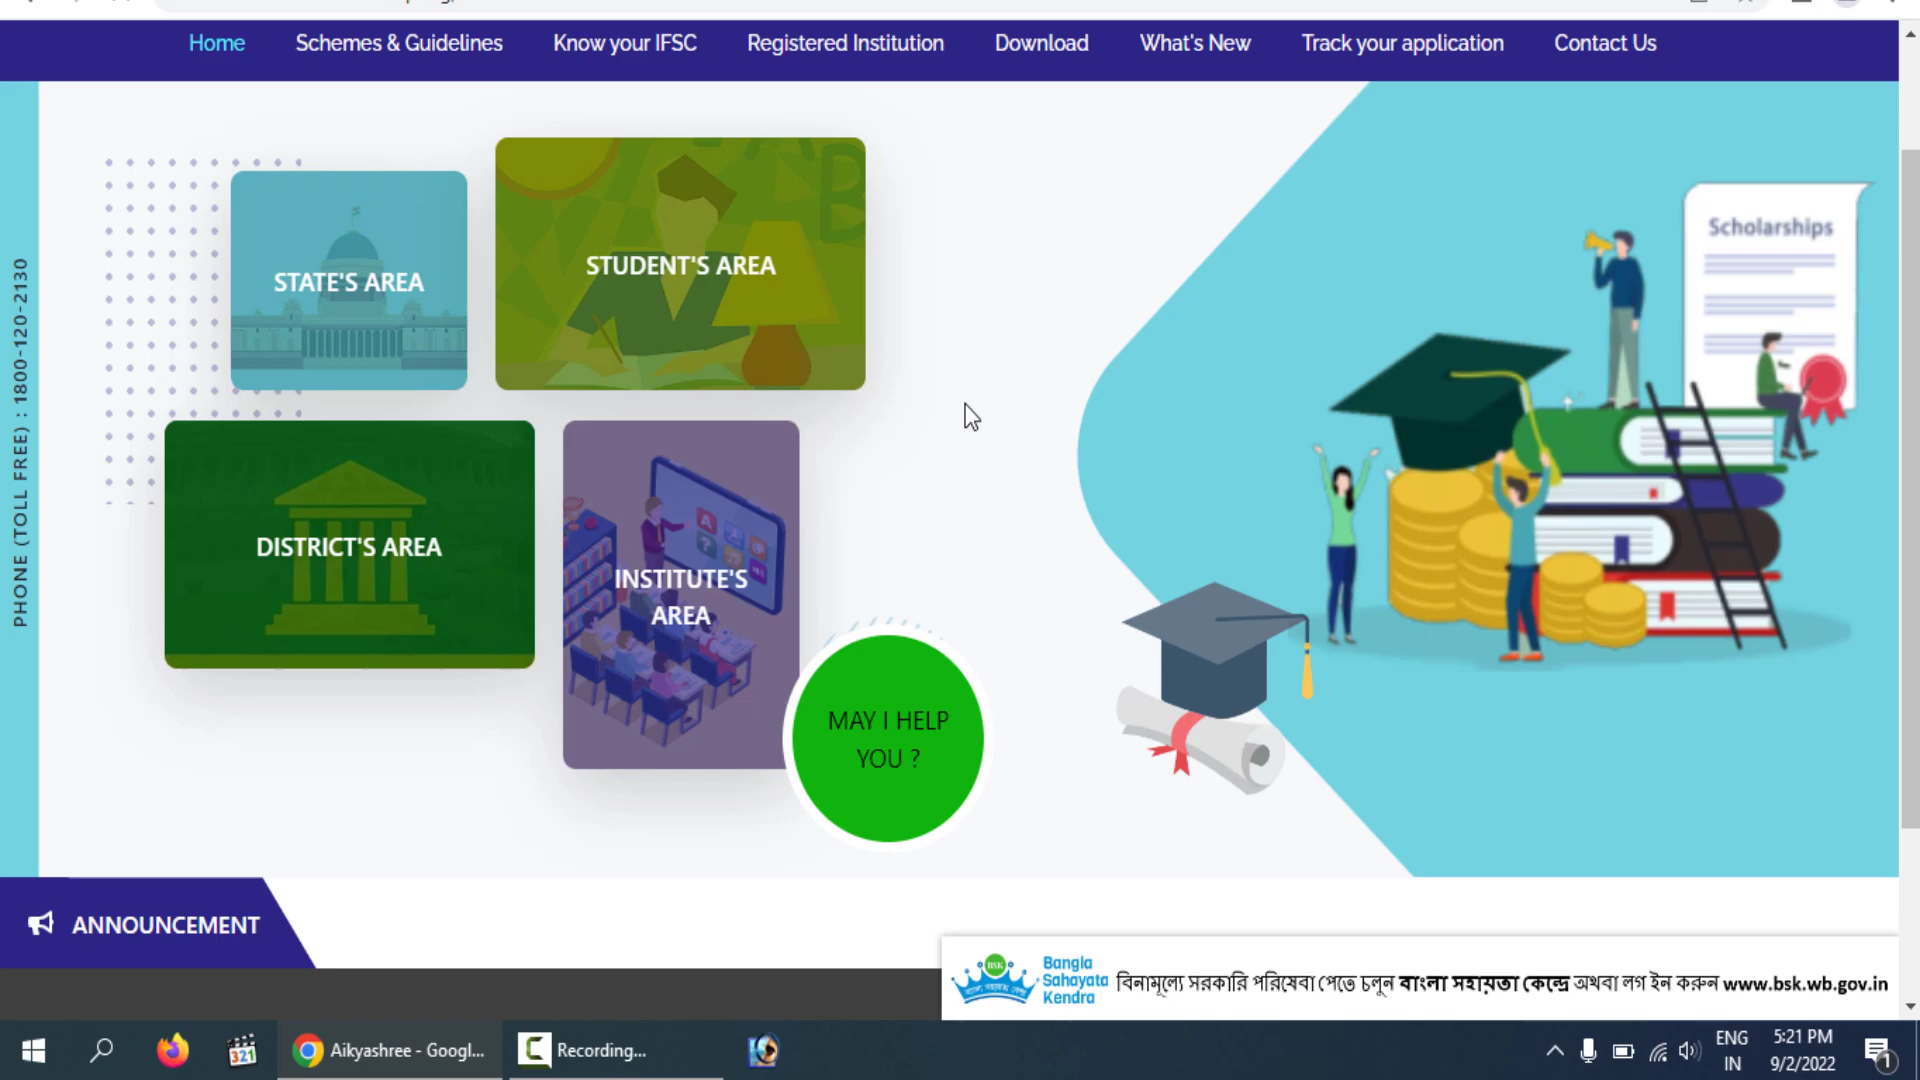 Home Schemes & Guidelines Know your IFSC Registered Institution Download What's New Track your application Contact Us
PHONE (TOLL FREE) : 1800-120-2130
STATE'S AREA
STUDENT'S AREA
Scholarships
DISTRICT'S AREA
INSTITUTE'S
AREA
MAY I HELP
YOU ?
ANNOUNCEMENT
BSK
Bangla
Sahayata
Kendra
বিনামূল্যে সরকারি পরিষেবা পেতে চলুন বাংলা সহায়তা কেন্দ্রে অথবা লগ ইন করুন www.bsk.wb.gov.in
321
Aikyashree - Googl...
Recording...
ENG
IN
5:21 PM
9/2/2022
1